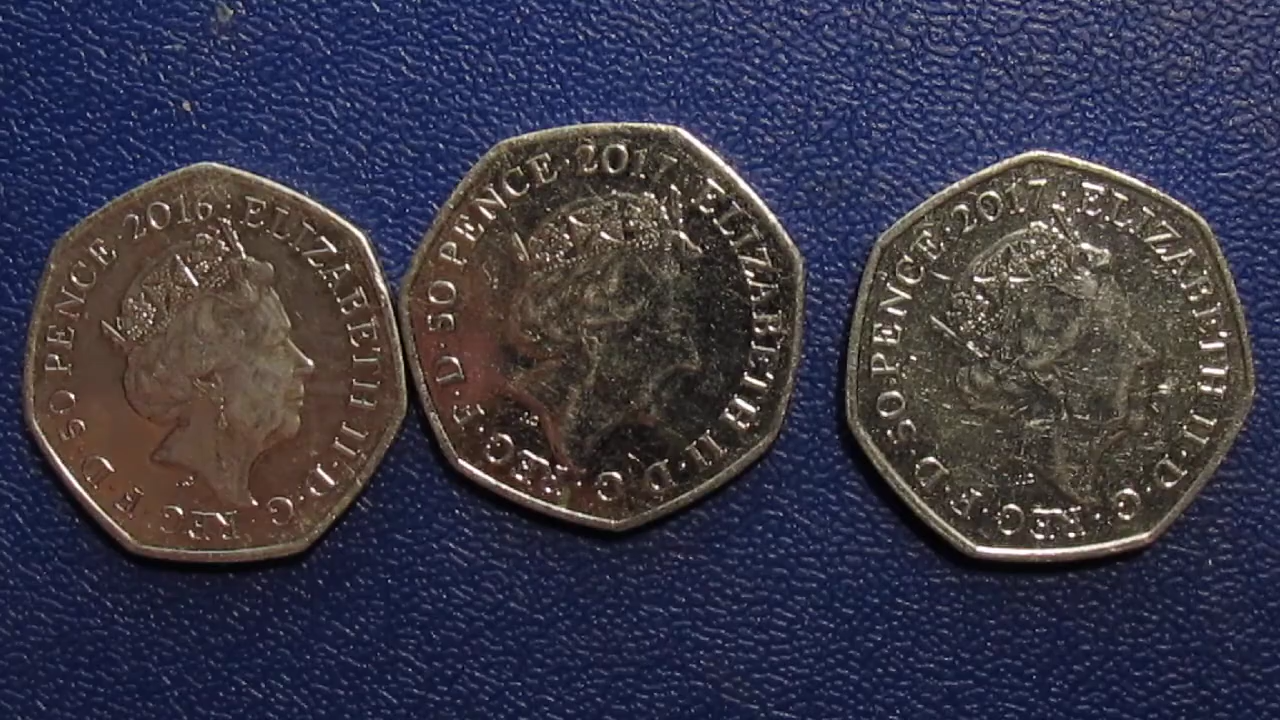 50 PENCE · 2016 · ELIZABETH II · D · G · REG · F · D ·
50 PENCE · 2017 · ELIZABETH II · D · G · REG · F · D ·
50 PENCE · 2017 · ELIZABETH II · D · G · REG · F · D ·